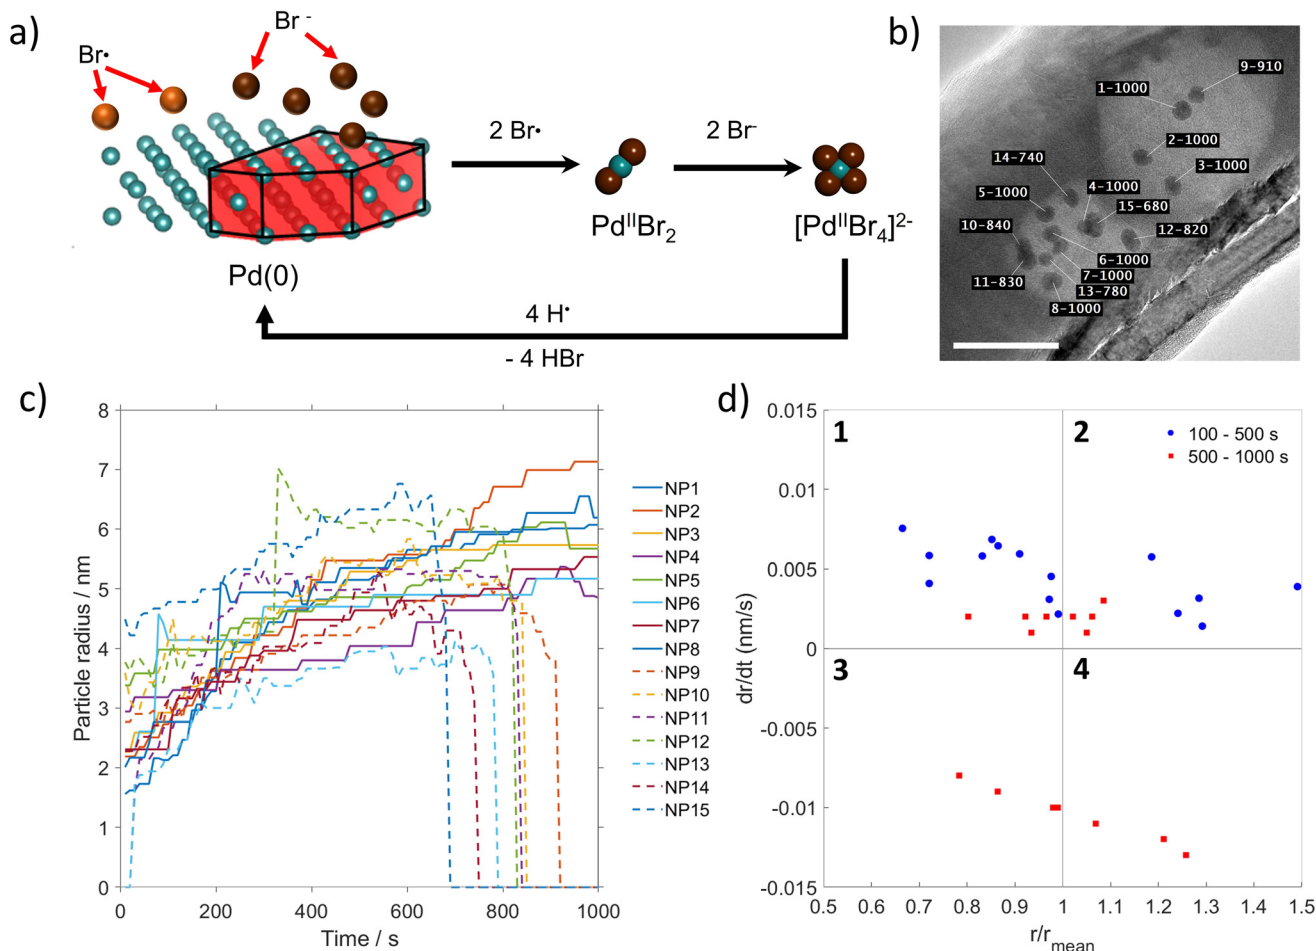 a)
Br•
Br -
2 Br•
2 Br-
Pd(0)
PdIIBr2
[PdIIBr4]2-
4 H•
- 4 HBr
b)
9-910
1-1000
2-1000
14-740
3-1000
5-1000
4-1000
15-680
10-840
12-820
6-1000
7-1000
11-830
13-780
8-1000
c)
8
7
6
5
4
3
2
1
0
0 200 400 600 800 1000
Particle radius / nm
Time / s
NP1
NP2
NP3
NP4
NP5
NP6
NP7
NP8
NP9
NP10
NP11
NP12
NP13
NP14
NP15
d)
0.015
0.01
0.005
0
-0.005
-0.01
-0.015
dr/dt (nm/s)
1
2
100 - 500 s
500 - 1000 s
3
4
0.5 0.6 0.7 0.8 0.9 1 1.1 1.2 1.3 1.4 1.5
r/rmean